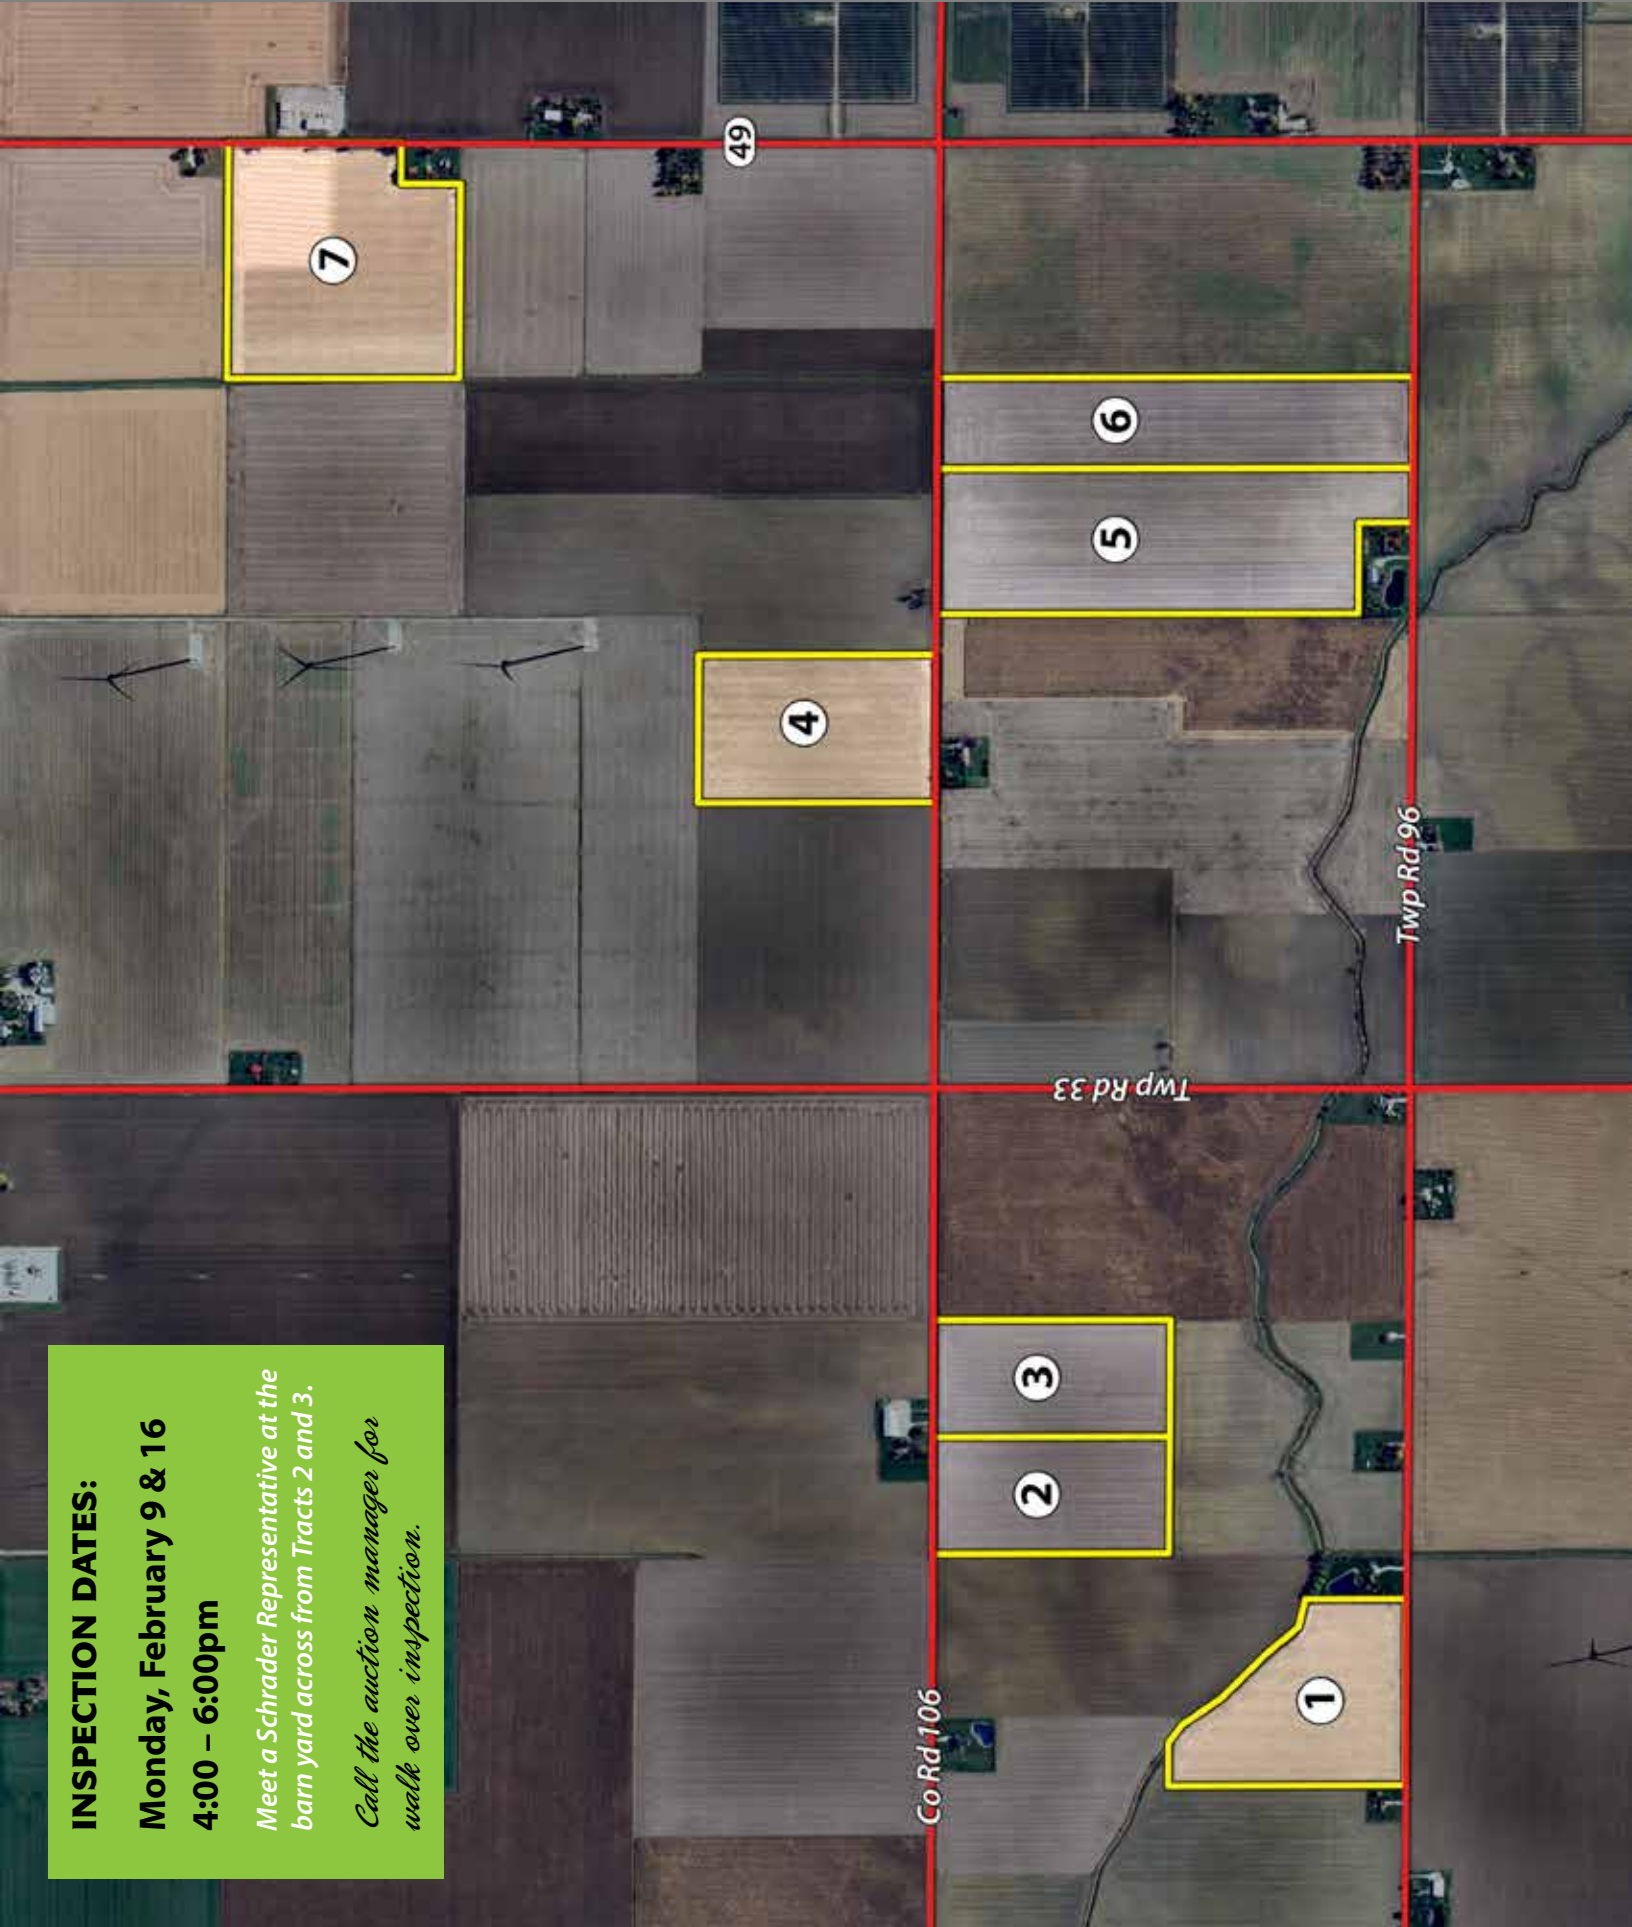 INSPECTION DATES:
Monday, February 9 & 16
4:00 – 6:00pm
Meet a Schrader Representative at the
barn yard across from Tracts 2 and 3.
Call the auction manager for
walk over inspection.
Co Rd 106
Twp Rd 33
Twp Rd 96
49
1
2
3
4
5
6
7